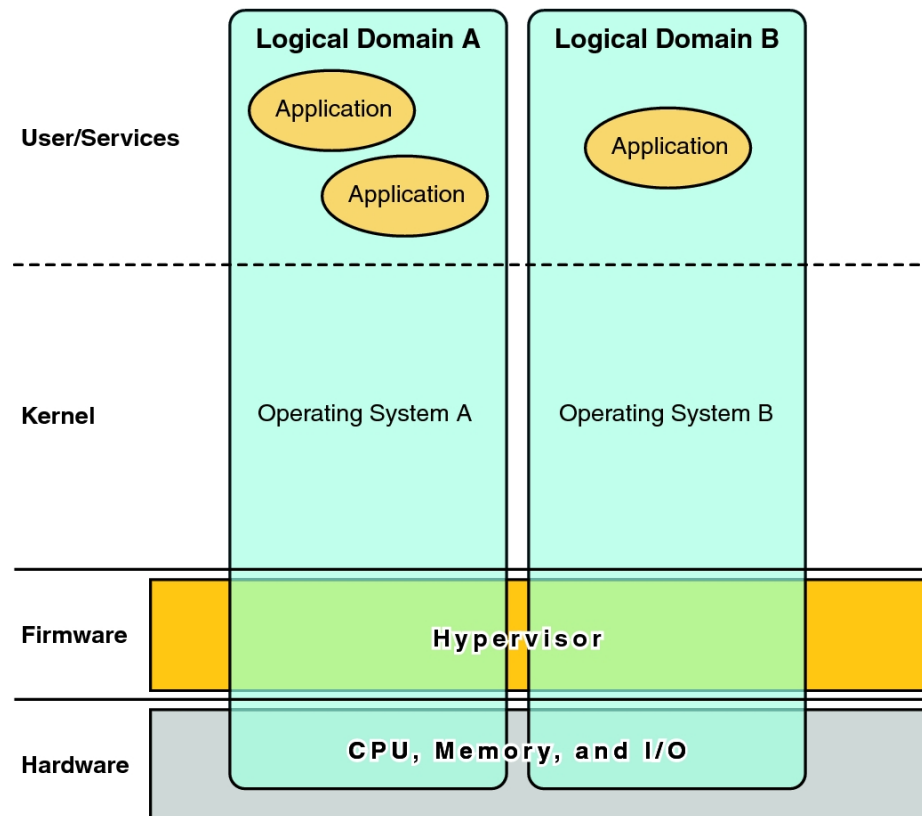 Logical Domain A
Logical Domain B
Application
Application
Application
User/Services
Kernel
Operating System A
Operating System B
Firmware
Hypervisor
Hardware
CPU, Memory, and I/O